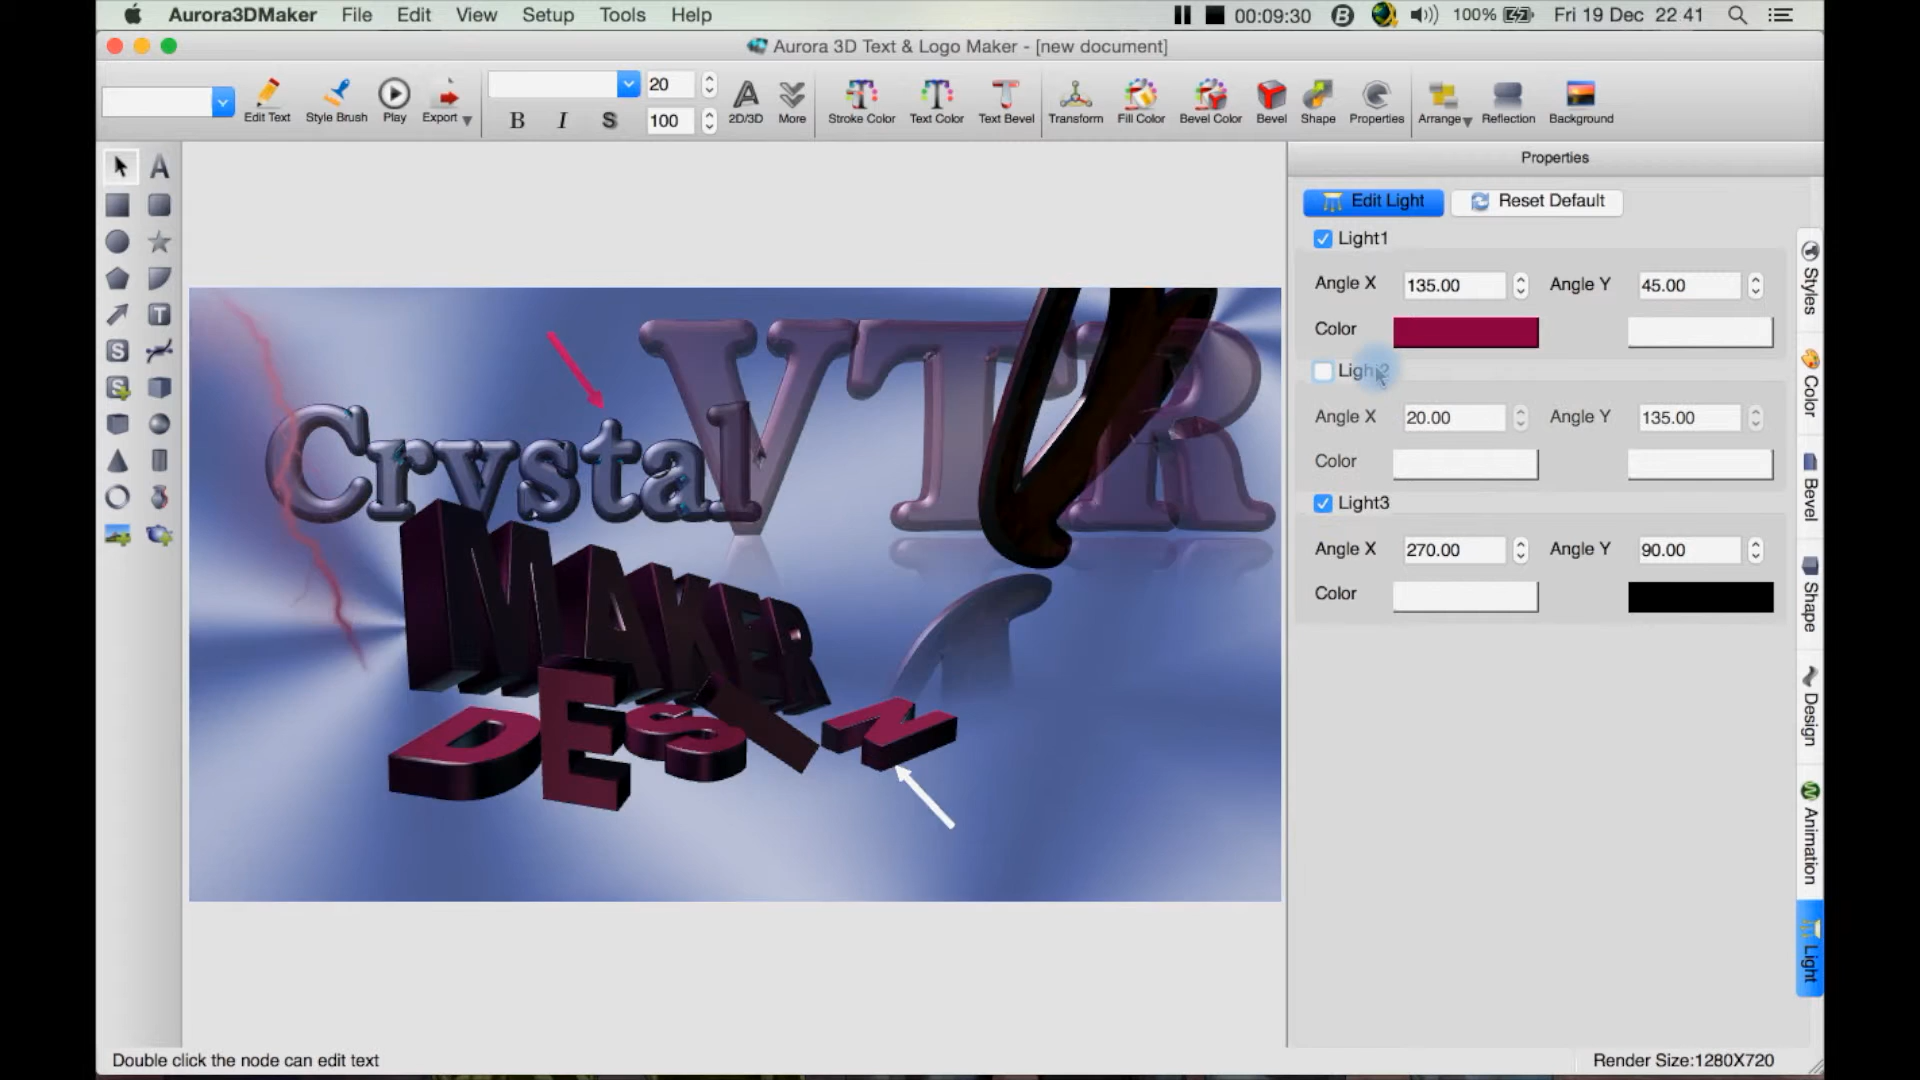 Aurora3DMaker File Edit View Setup Tools Help 00:09:30 100% Fri 19 Dec 22 41
Aurora 3D Text & Logo Maker - [new document]
20
Edit Text Style Brush Play Export 2D/3D More Stroke Color Text Color Text Bevel Transform Fill Color Bevel Color Bevel Shape Properties Arrange Reflection Background
B I S 100
Properties
Edit Light Reset Default
Light1
Angle X 135.00 Angle Y 45.00
Color
Light2
Angle X 20.00 Angle Y 135.00
Color
Light3
Angle X 270.00 Angle Y 90.00
Color
Styles
Color
Bevel
Shape
Design
Animation
Light
VTR
Crystal
MAKER
DESIN
Double click the node can edit text
Render Size:1280X720